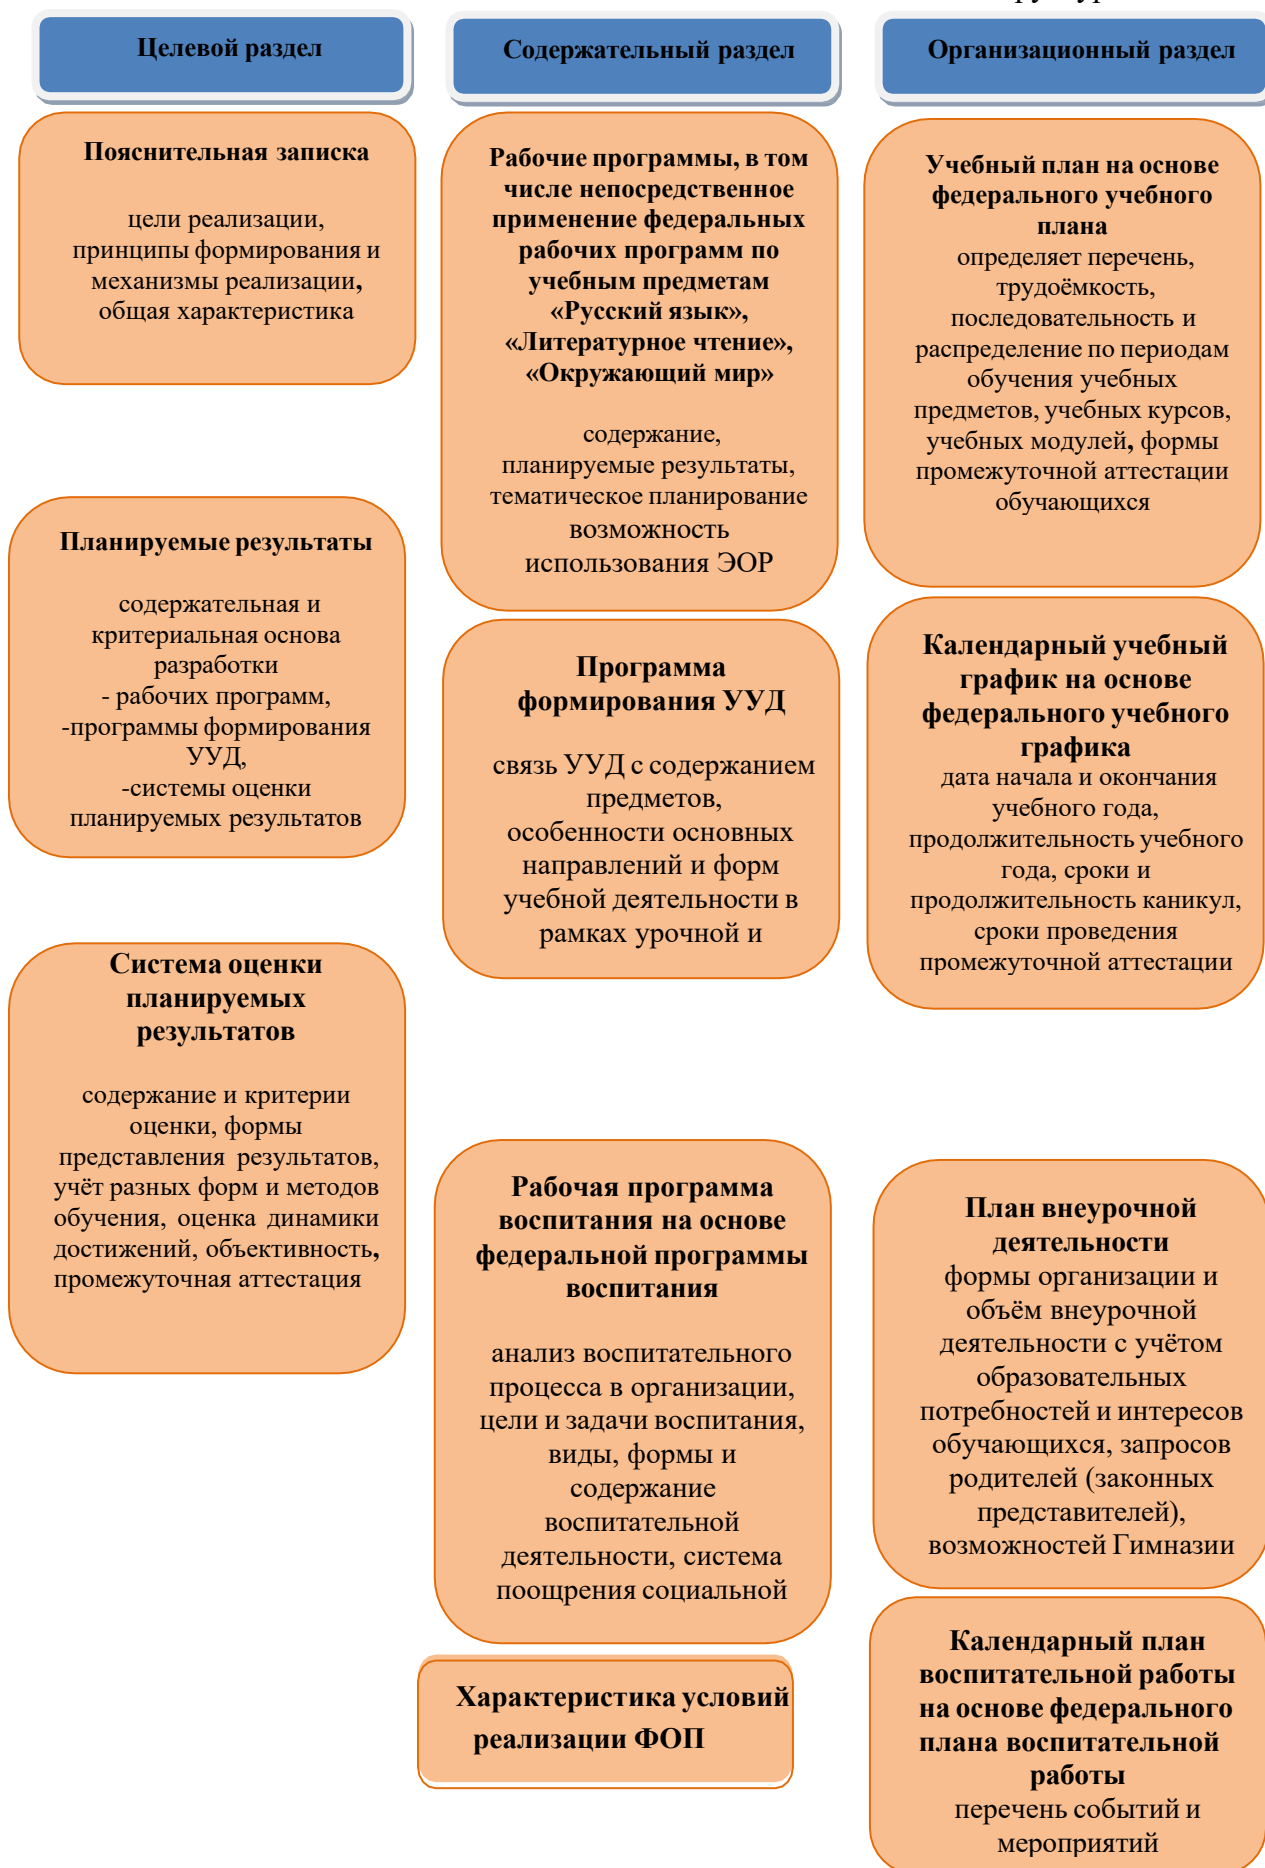 Целевой раздел
Пояснительная записка
цели реализации,
принципы формирования и
механизмы реализации,
общая характеристика
Планируемые результаты
содержательная и
критериальная основа
разработки
- рабочих программ,
-программы формирования
УУД,
-системы оценки
планируемых результатов
Система оценки
планируемых
результатов
содержание и критерии
оценки, формы
представления результатов,
учёт разных форм и методов
обучения, оценка динамики
достижений, объективность,
промежуточная аттестация
Содержательный раздел
Рабочие программы, в том
числе непосредственное
применение федеральных
рабочих программ по
учебным предметам
«Русский язык»,
«Литературное чтение»,
«Окружающий мир»
содержание,
планируемые результаты,
тематическое планирование
возможность
использования ЭОР
Программа
формирования УУД
связь УУД с содержанием
предметов,
особенности основных
направлений и форм
учебной деятельности в
рамках урочной и
Рабочая программа
воспитания на основе
федеральной программы
воспитания
анализ воспитательного
процесса в организации,
цели и задачи воспитания,
виды, формы и
содержание
воспитательной
деятельности, система
поощрения социальной
Характеристика условий
реализации ФОП
Организационный раздел
Учебный план на основе
федерального учебного
плана
определяет перечень,
трудоёмкость,
последовательность и
распределение по периодам
обучения учебных
предметов, учебных курсов,
учебных модулей, формы
промежуточной аттестации
обучающихся
Календарный учебный
график на основе
федерального учебного
графика
дата начала и окончания
учебного года,
продолжительность учебного
года, сроки и
продолжительность каникул,
сроки проведения
промежуточной аттестации
План внеурочной
деятельности
формы организации и
объём внеурочной
деятельности с учётом
образовательных
потребностей и интересов
обучающихся, запросов
родителей (законных
представителей),
возможностей Гимназии
Календарный план
воспитательной работы
на основе федерального
плана воспитательной
работы
перечень событий и
мероприятий